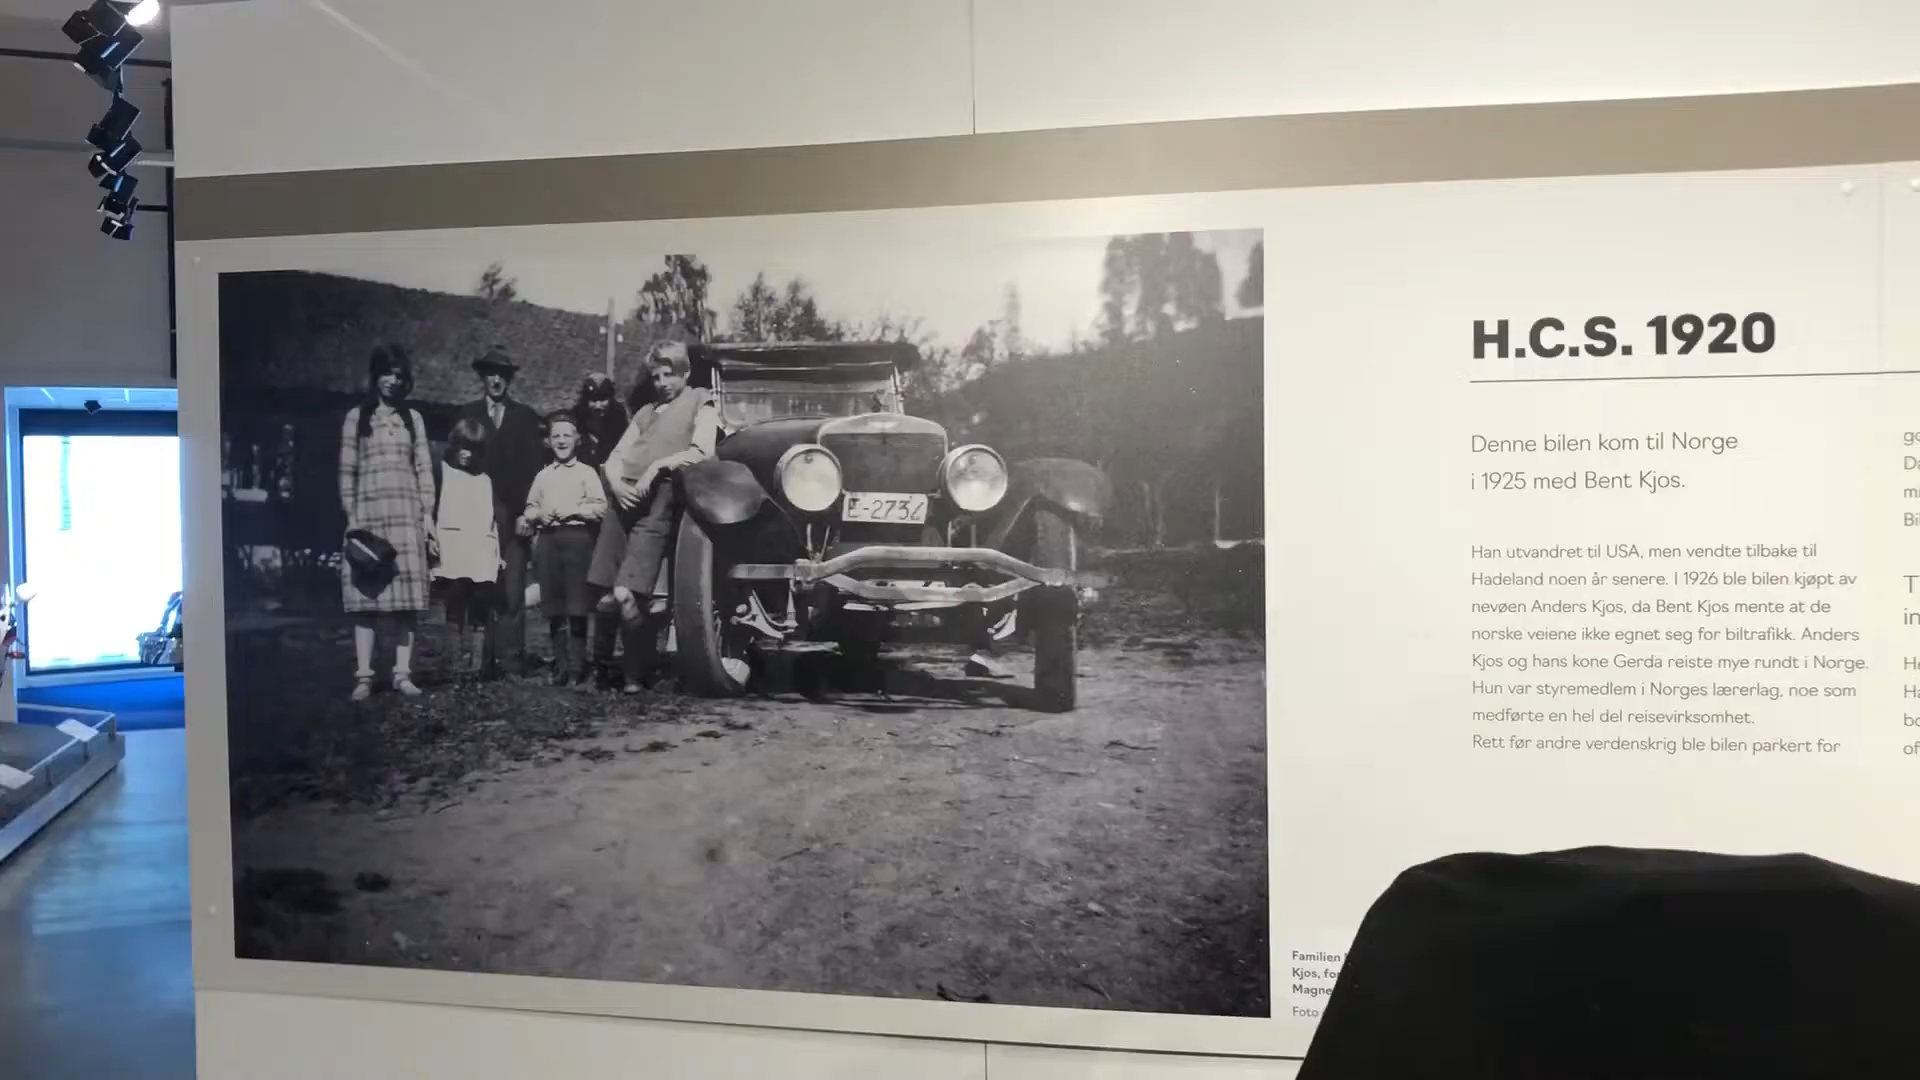 H.C.S. 1920
Denne bilen kom til Norge
i 1925 med Bent Kjos.
Han utvandret til USA, men vendte tilbake til
Hadeland noen år senere. I 1926 ble bilen kjøpt av
nevøen Anders Kjos, da Bent Kjos mente at de
norske veiene ikke egnet seg for biltrafikk. Anders
Kjos og hans kone Gerda reiste mye rundt i Norge.
Hun var styremedlem i Norges lærerlag, noe som
medførte en hel del reisevirksomhet.
Rett før andre verdenskrig ble bilen parkert for
Familien
Kjos,
Magne
Foto